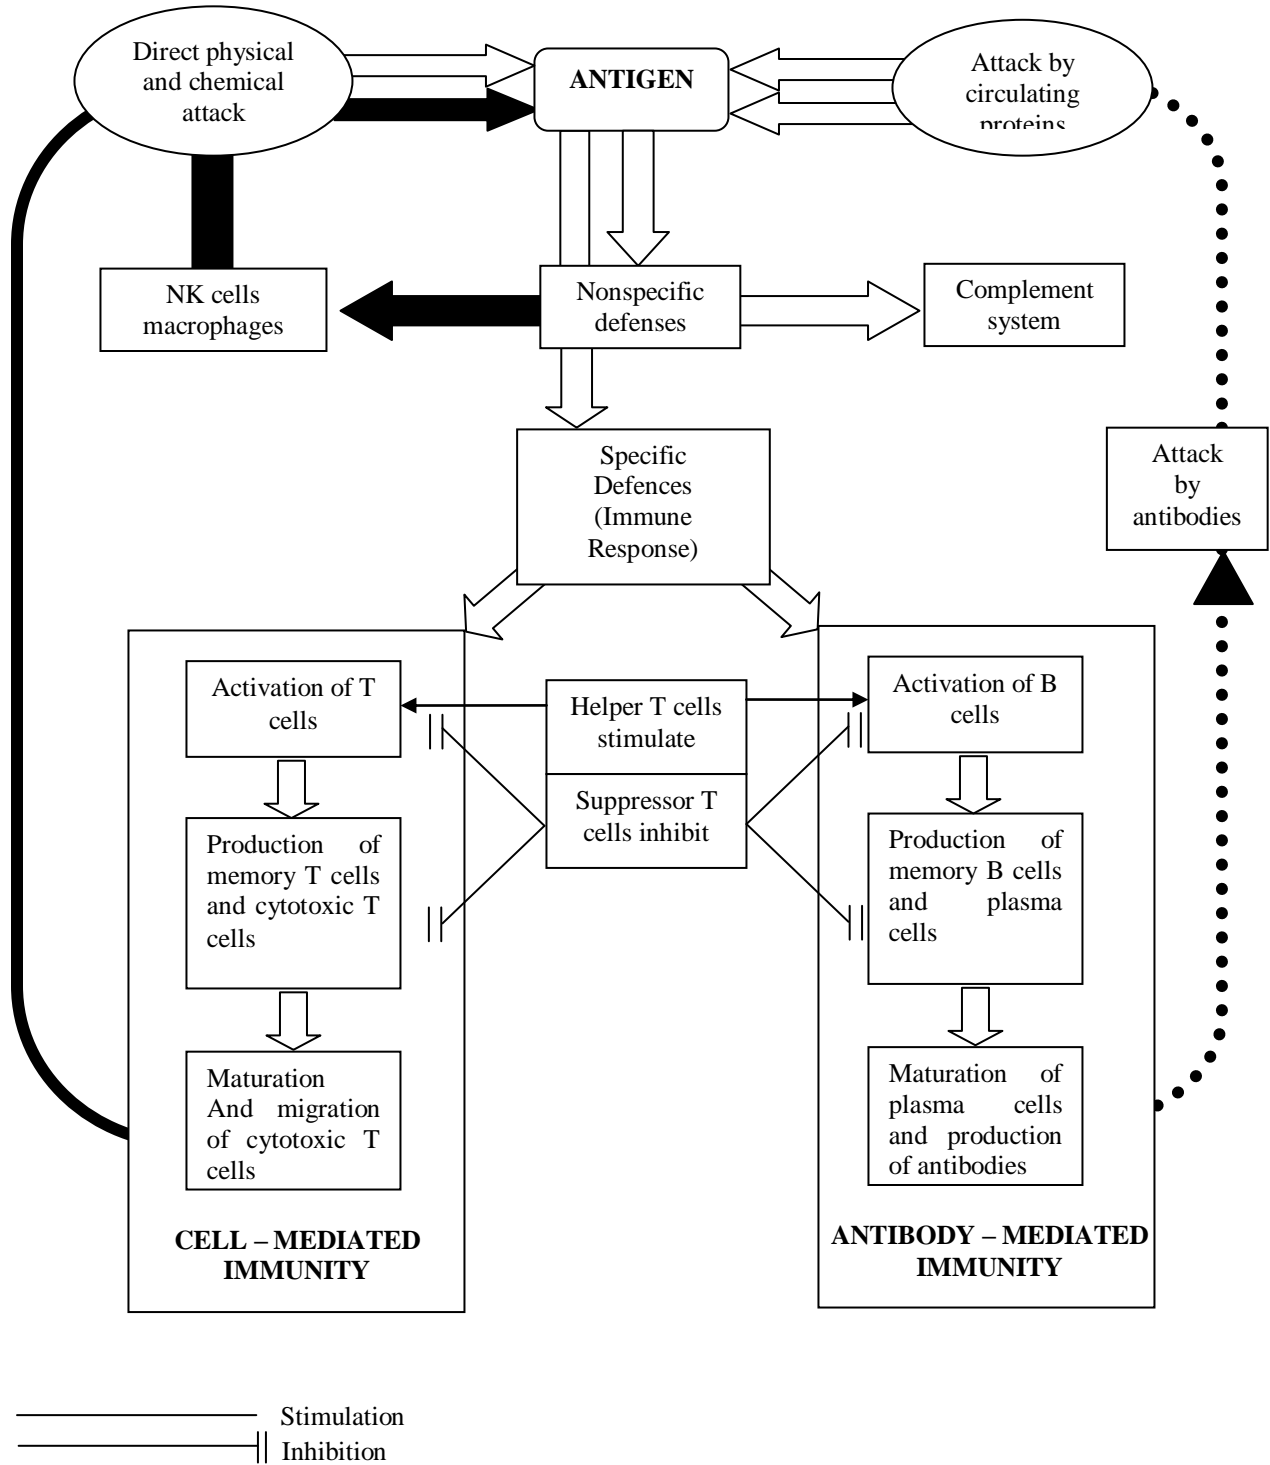 Direct physical
and chemical
attack
ANTIGEN
Attack by
circulating
proteins
NK cells
macrophages
Nonspecific
defenses
Complement
system
Specific
Defences
(Immune
Response)
Attack
by
antibodies
Activation of T
cells
Helper T cells
stimulate
Activation of B
cells
Suppressor T
cells inhibit
Production of
memory T cells
and cytotoxic T
cells
Production of
memory B cells
and plasma
cells
Maturation
And migration
of cytotoxic T
cells
Maturation of
plasma cells
and production
of antibodies
CELL – MEDIATED
IMMUNITY
ANTIBODY – MEDIATED
IMMUNITY
Stimulation
Inhibition